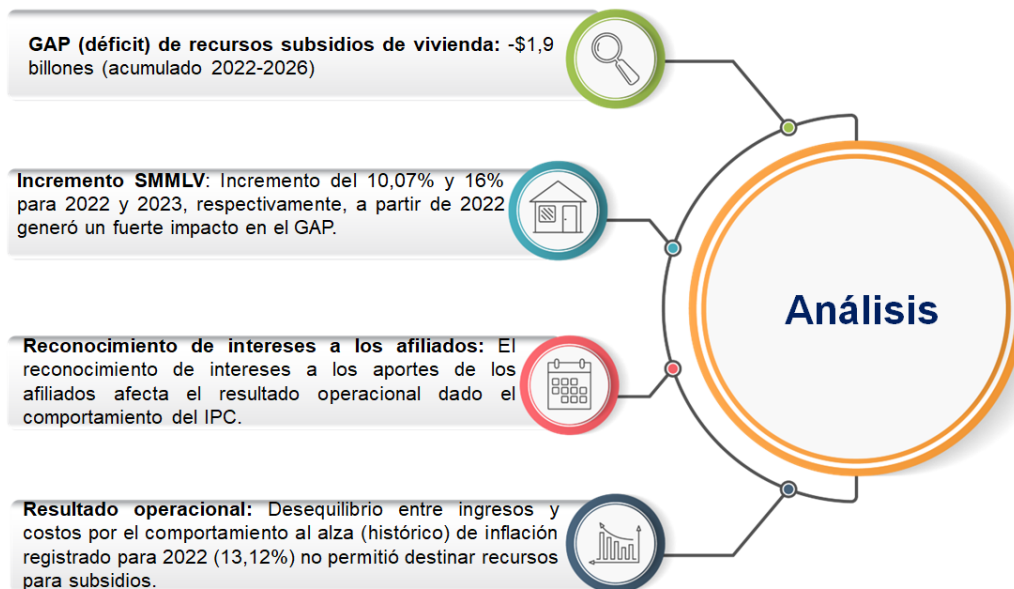 GAP (déficit) de recursos subsidios de vivienda: -$1,9
billones (acumulado 2022-2026)
Incremento SMMLV: Incremento del 10,07% y 16%
para 2022 y 2023, respectivamente, a partir de 2022
generó un fuerte impacto en el GAP.
Reconocimiento de intereses a los afiliados: El
reconocimiento de intereses a los aportes de los
afiliados afecta el resultado operacional dado el
comportamiento del IPC.
Resultado operacional: Desequilibrio entre ingresos y
costos por el comportamiento al alza (histórico) de inflación
registrado para 2022 (13,12%) no permitió destinar recursos
para subsidios.
Análisis